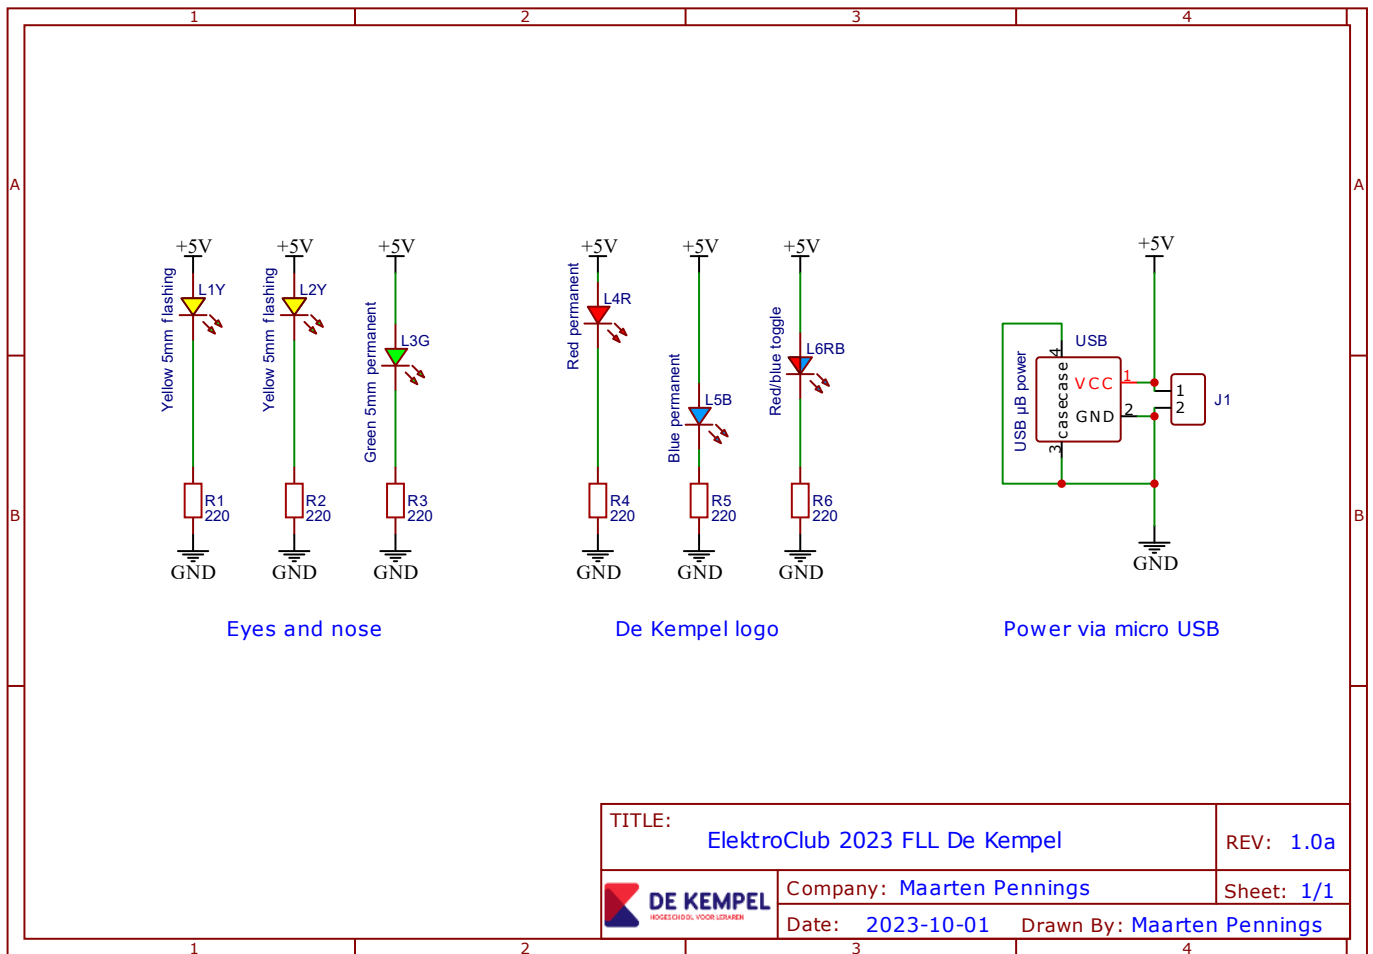 1 2 3 4
A A
+5V +5V +5V +5V +5V +5V +5V
Yellow 5mm flashing
L1Y
Yellow 5mm flashing
L2Y
Green 5mm permanent
L3G
Red permanent
L4R
Blue permanent
L5B
Red/blue toggle
L6RB
USB µB power
USB
4
case
case
3
VCC
1
GND
2
1
2
J1
R1
220
R2
220
R3
220
R4
220
R5
220
R6
220
B B
GND GND GND GND GND GND GND
Eyes and nose
De Kempel logo
Power via micro USB
TITLE:
ElektroClub 2023 FLL De Kempel
REV: 1.0a
DE KEMPEL
HOGESCHOOL VOOR LERAREN
Company: Maarten Pennings
Sheet: 1/1
Date: 2023-10-01 Drawn By: Maarten Pennings
1 2 3 4